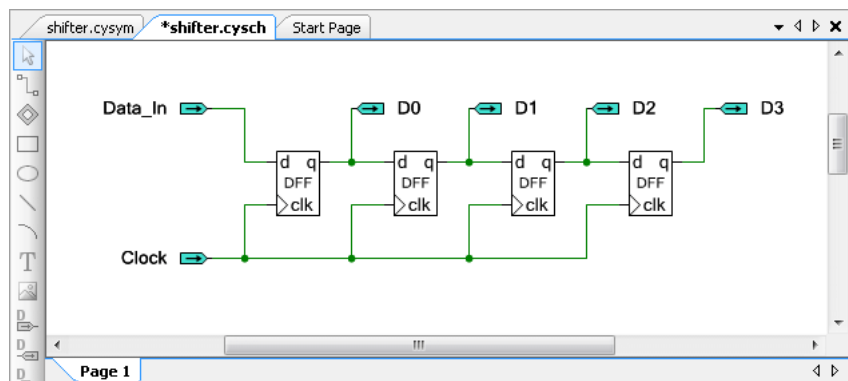 shifter.cysym *shifter.cysch Start Page
Data_In D0 D1 D2 D3
d q d q d q d q
DFF DFF DFF DFF
clk clk clk clk
Clock
T
D
D
D
Page 1